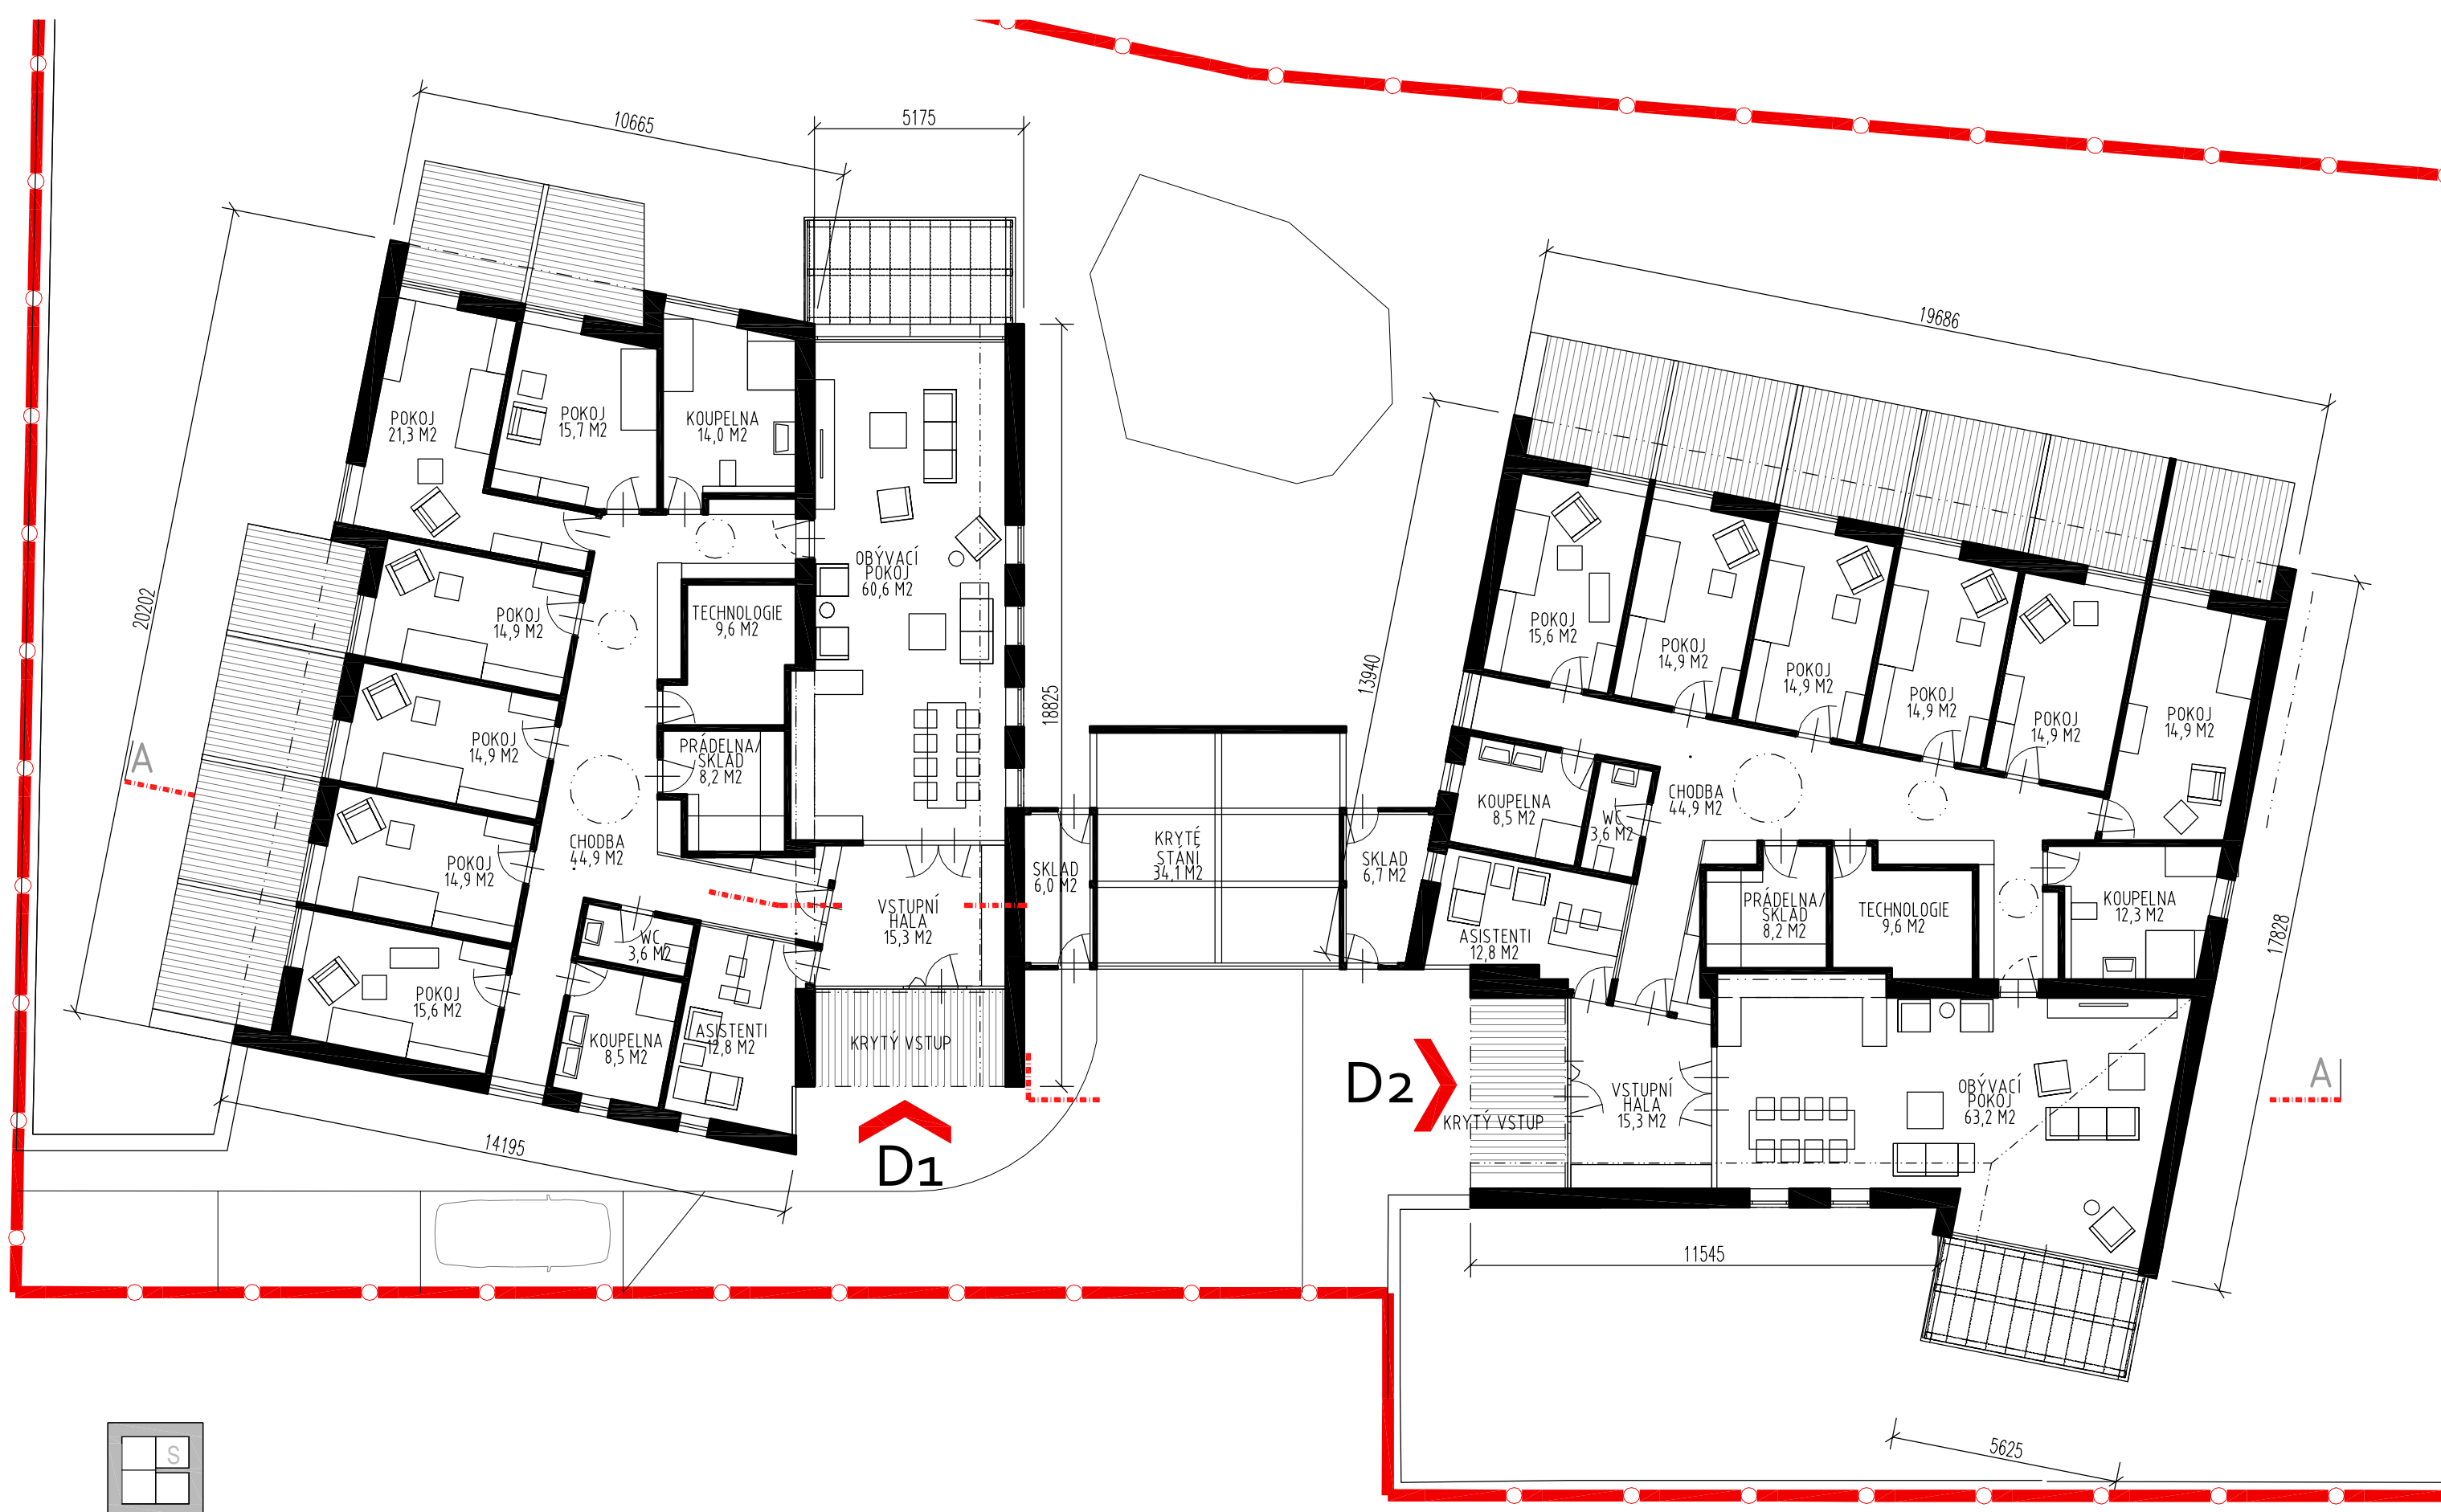 10665
5175
19686
20202
13940
18825
17828
14195
11545
5625
POKOJ
21,3 M2
POKOJ
15,7 M2
KOUPELNA
14,0 M2
OBÝVACÍ
POKOJ
60,6 M2
TECHNOLOGIE
9,6 M2
POKOJ
14,9 M2
POKOJ
14,9 M2
POKOJ
14,9 M2
POKOJ
15,6 M2
PRÁDELNA/
SKLAD
8,2 M2
CHODBA
44,9 M2
WC
3,6 M2
KOUPELNA
8,5 M2
ASISTENTI
12,8 M2
VSTUPNÍ
HALA
15,3 M2
KRYTÝ VSTUP
D1
A
SKLAD
6,0 M2
KRYTÉ
STÁNÍ
34,1 M2
SKLAD
6,7 M2
POKOJ
15,6 M2
POKOJ
14,9 M2
POKOJ
14,9 M2
POKOJ
14,9 M2
POKOJ
14,9 M2
POKOJ
14,9 M2
KOUPELNA
8,5 M2
WC
3,6 M2
CHODBA
44,9 M2
ASISTENTI
12,8 M2
PRÁDELNA/
SKLAD
8,2 M2
TECHNOLOGIE
9,6 M2
KOUPELNA
12,3 M2
D2
KRYTÝ VSTUP
VSTUPNÍ
HALA
15,3 M2
OBÝVACÍ
POKOJ
63,2 M2
A
S